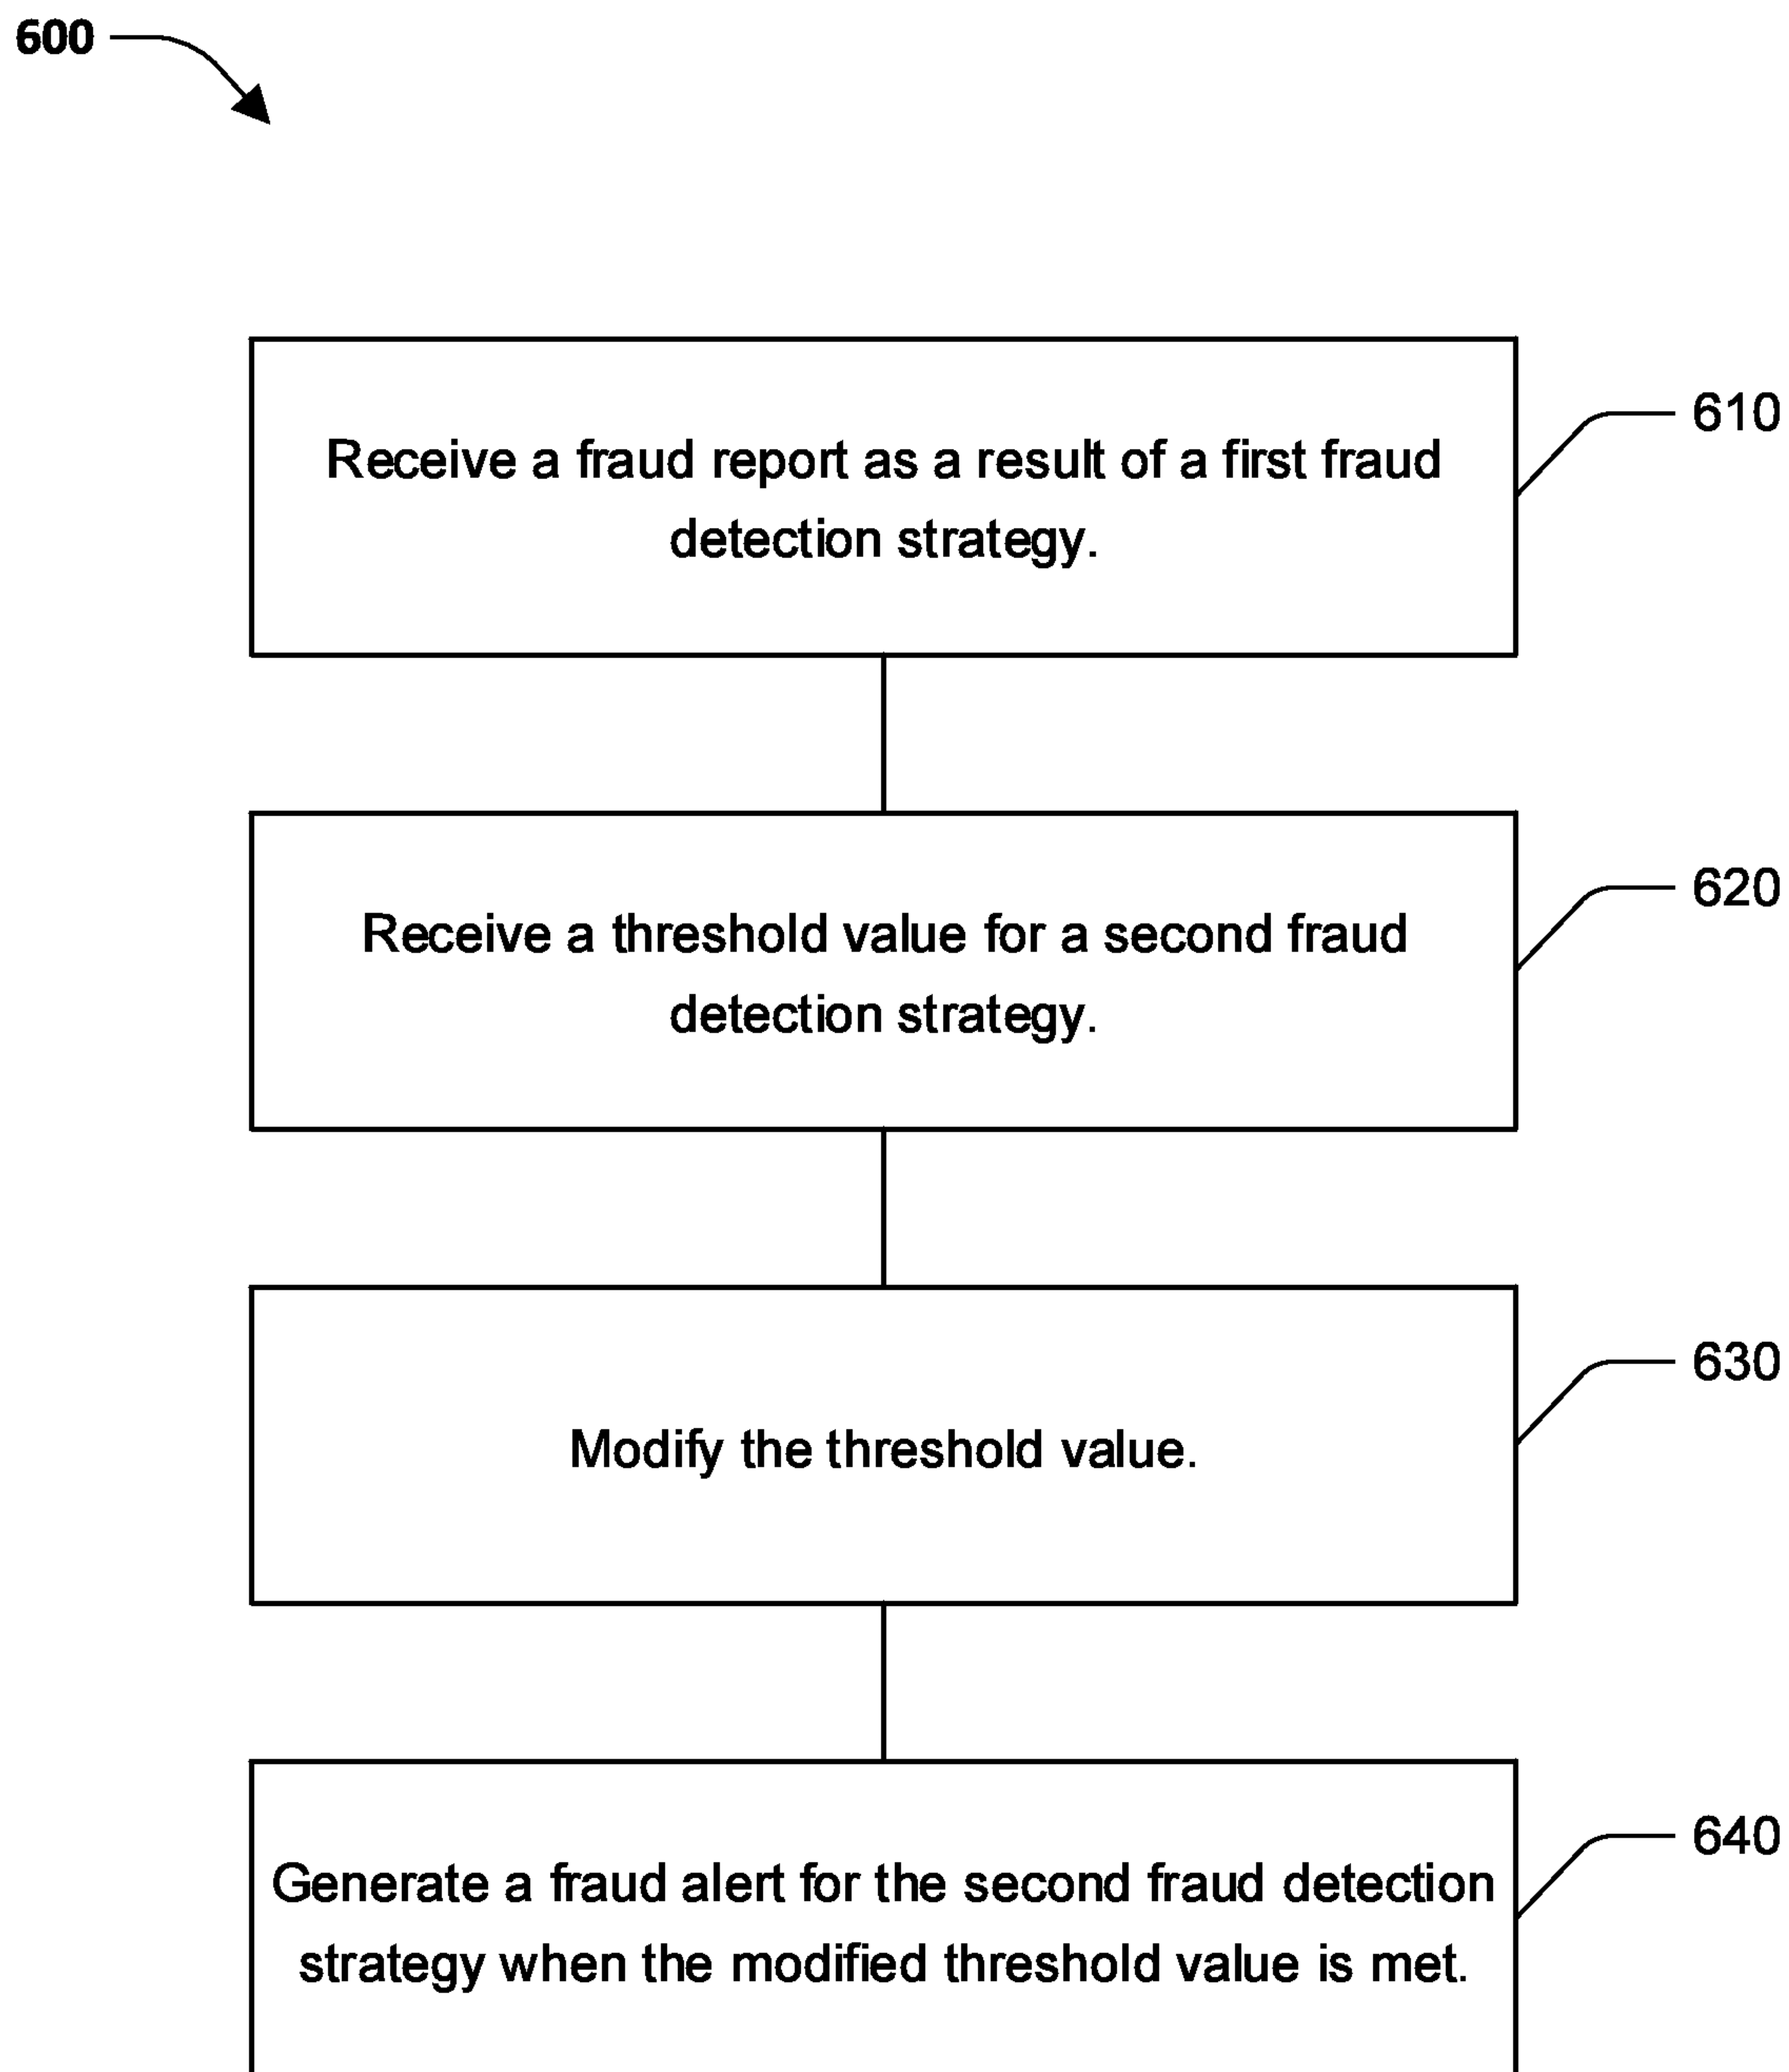 600
Receive a fraud report as a result of a first fraud
detection strategy.
610
Receive a threshold value for a second fraud
detection strategy.
620
Modify the threshold value.
630
Generate a fraud alert for the second fraud detection
strategy when the modified threshold value is met.
640